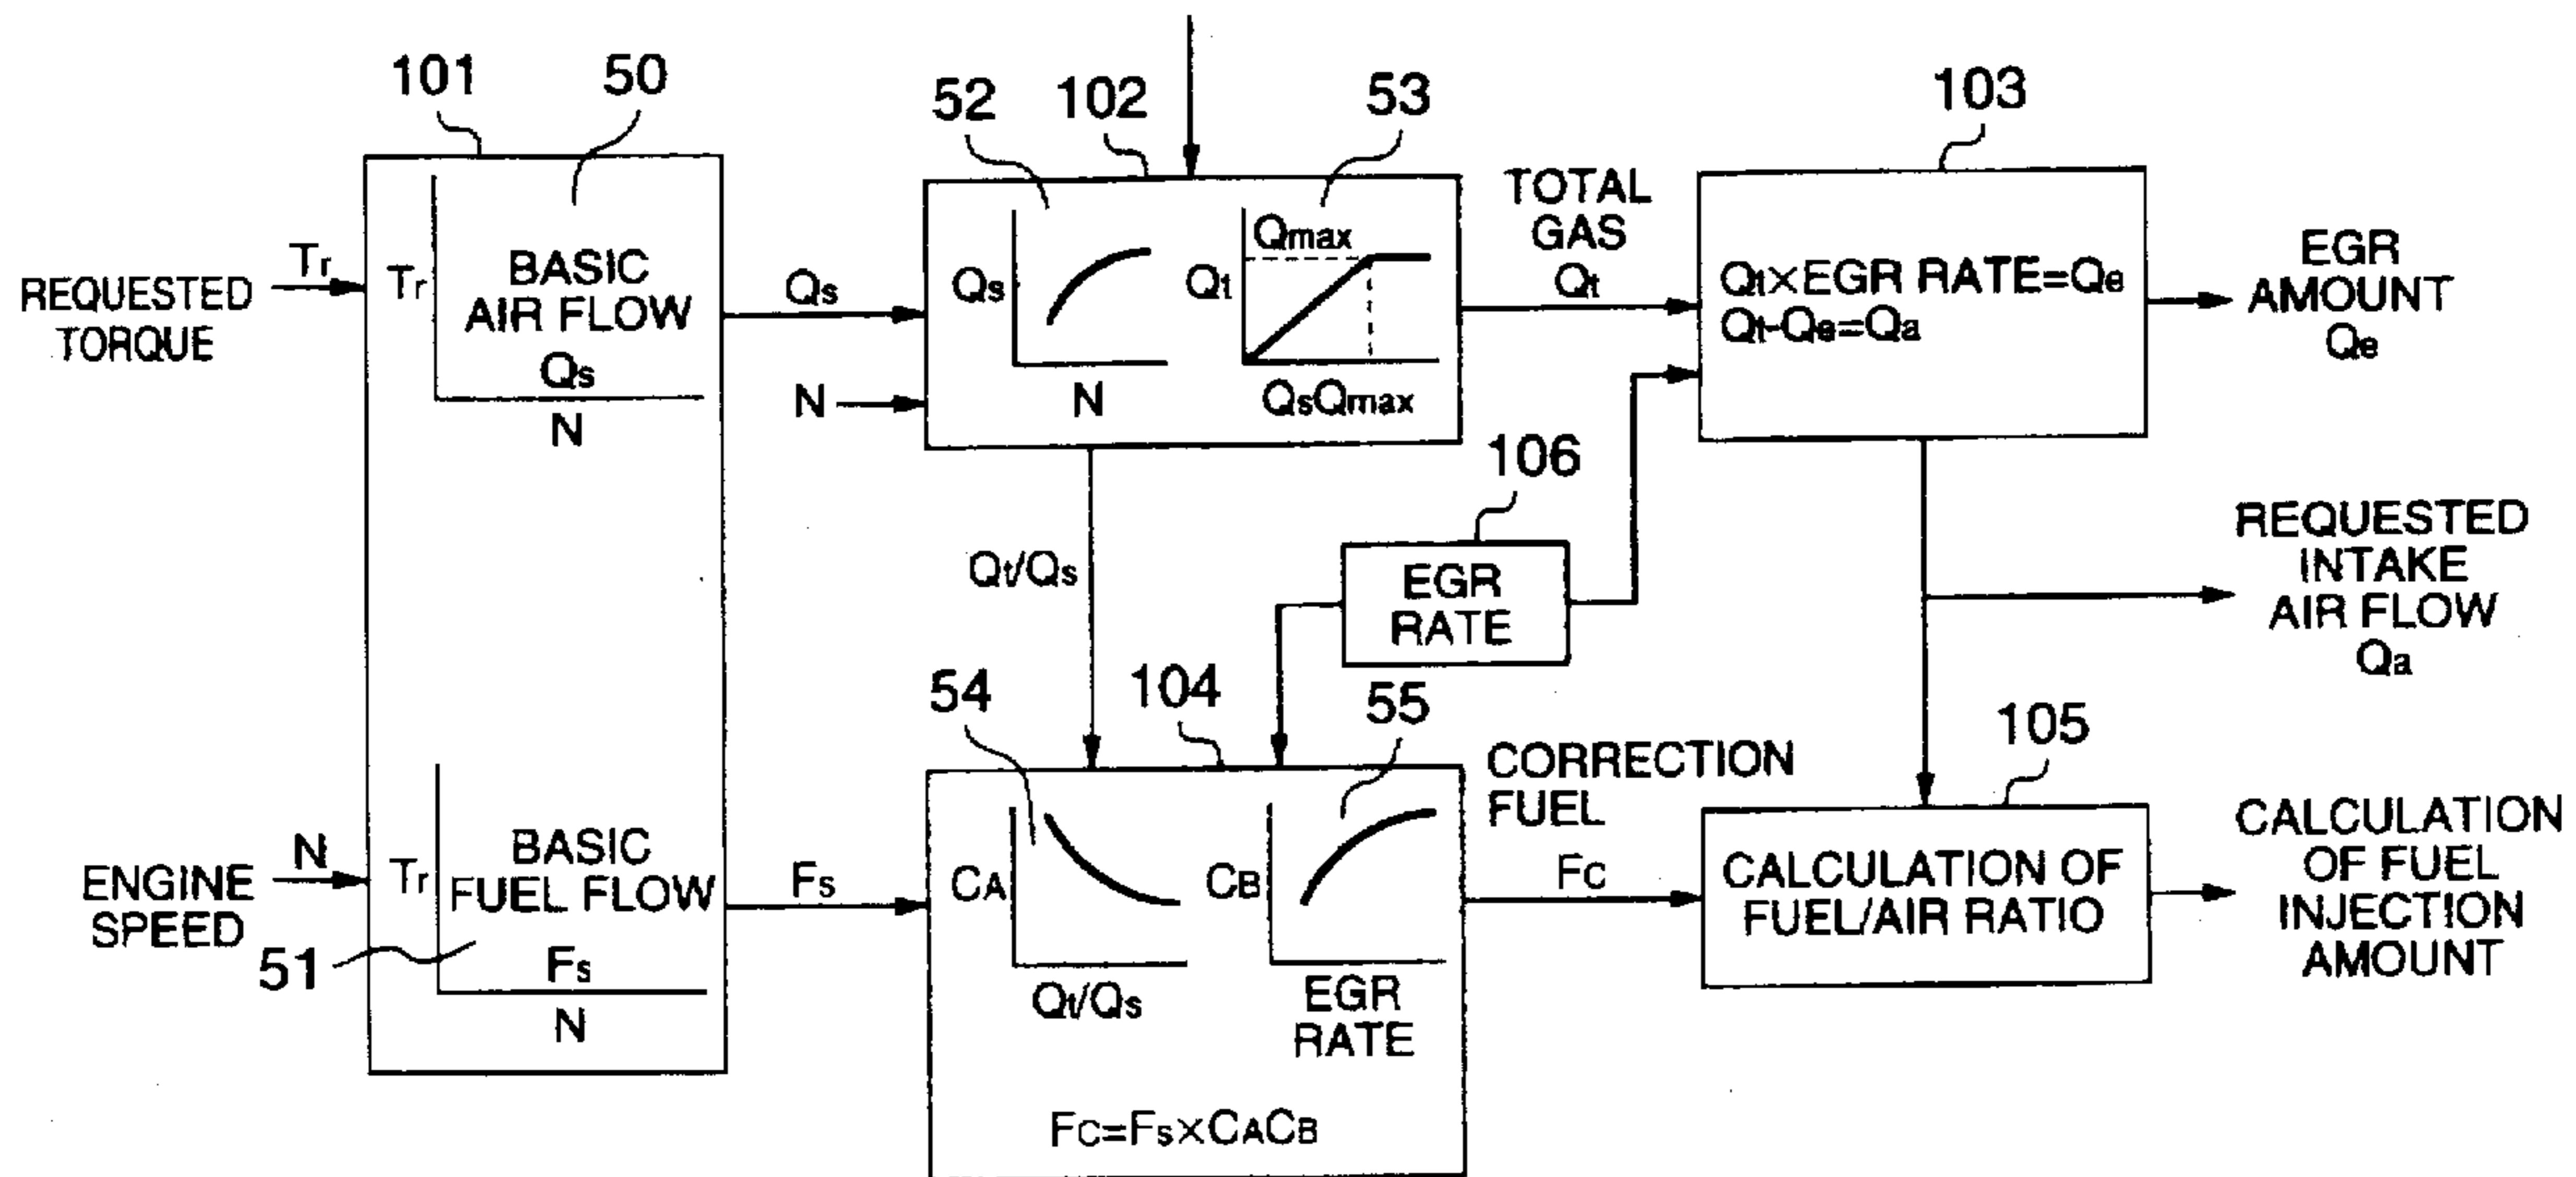 101
50
52
102
53
103
REQUESTED
TORQUE
Tr
Tr
BASIC
AIR FLOW
Qs
N
Qs
N
Qs
N
Qmax
Qt
QsQmax
TOTAL
GAS
Qt
Qt×EGR RATE=Qe
Qt-Qe=Qa
EGR
AMOUNT
Qe
106
EGR
RATE
Qt/Qs
REQUESTED
INTAKE
AIR FLOW
Qa
54
104
55
105
ENGINE
SPEED
N
Tr
BASIC
FUEL FLOW
51
Fs
N
Fs
CA
Qt/Qs
CB
EGR
RATE
FC=Fs×CACB
CORRECTION
FUEL
FC
CALCULATION OF
FUEL/AIR RATIO
CALCULATION
OF FUEL
INJECTION
AMOUNT